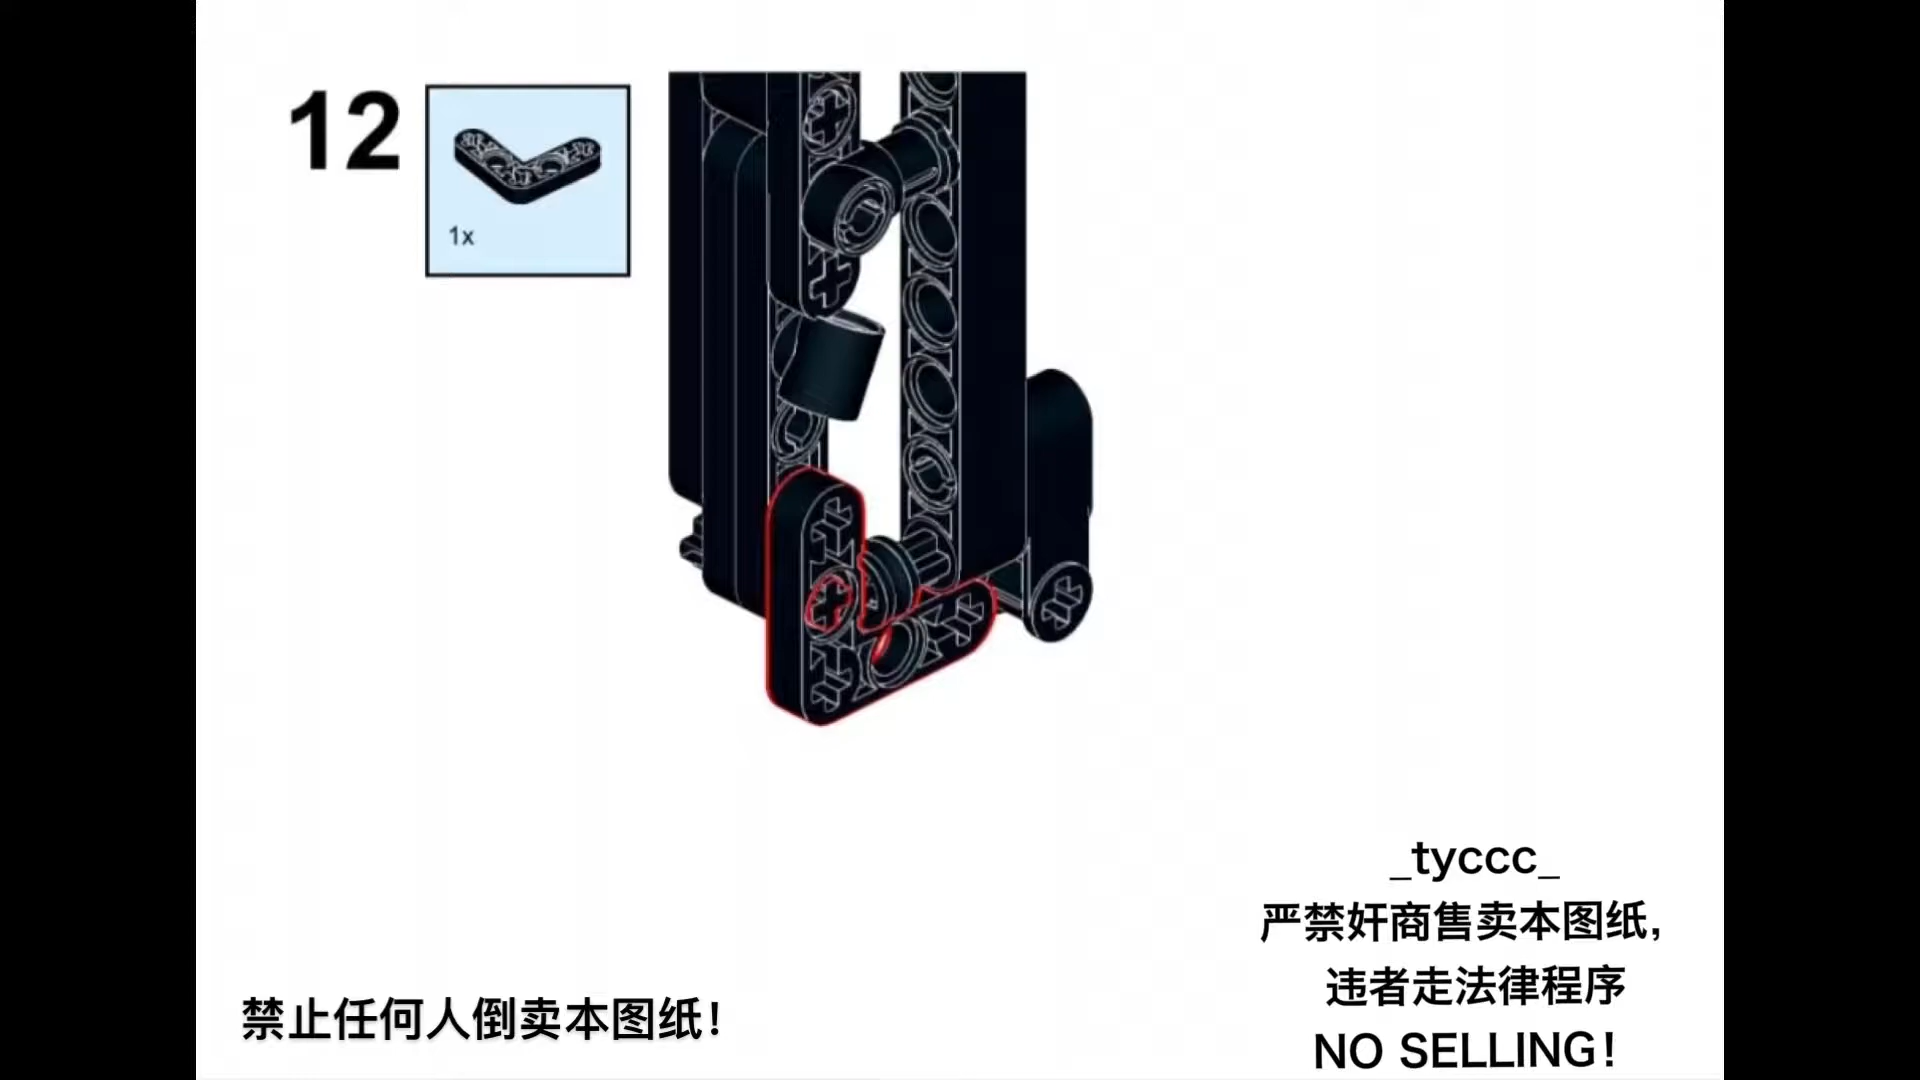 12
1x
_tyccc_
严禁奸商售卖本图纸，
违者走法律程序
NO SELLING！
禁止任何人倒卖本图纸！